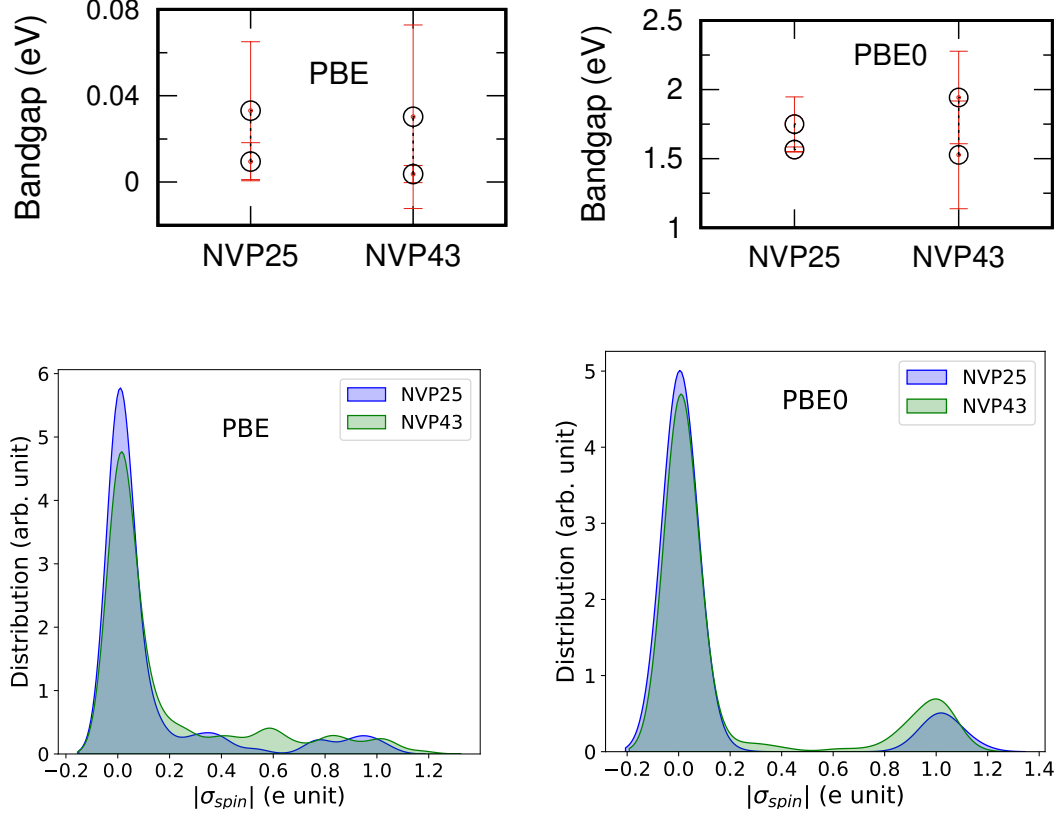 0.08
0.04
0
Bandgap (eV)
PBE
NVP25
NVP43
2.5
2
1.5
1
Bandgap (eV)
PBE0
NVP25
NVP43
6
5
4
3
2
1
0
Distribution (arb. unit)
PBE
NVP25
NVP43
−0.2 0.0 0.2 0.4 0.6 0.8 1.0 1.2
|σspin| (e unit)
5
4
3
2
1
0
Distribution (arb. unit)
PBE0
NVP25
NVP43
−0.2 0.0 0.2 0.4 0.6 0.8 1.0 1.2 1.4
|σspin| (e unit)